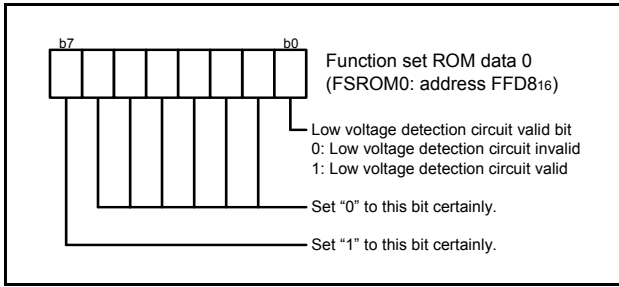 b7 b0
Function set ROM data 0
(FSROM0: address FFD816)
Low voltage detection circuit valid bit
0: Low voltage detection circuit invalid
1: Low voltage detection circuit valid
Set “0” to this bit certainly.
Set “1” to this bit certainly.